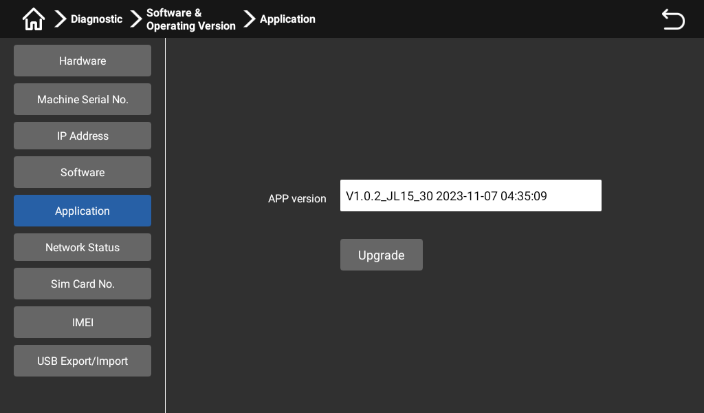 Diagnostic
Software &
Operating Version
Application
Hardware
Machine Serial No.
IP Address
Software
Application
Network Status
Sim Card No.
IMEI
USB Export/Import
APP version
V1.0.2_JL15_30 2023-11-07 04:35:09
Upgrade